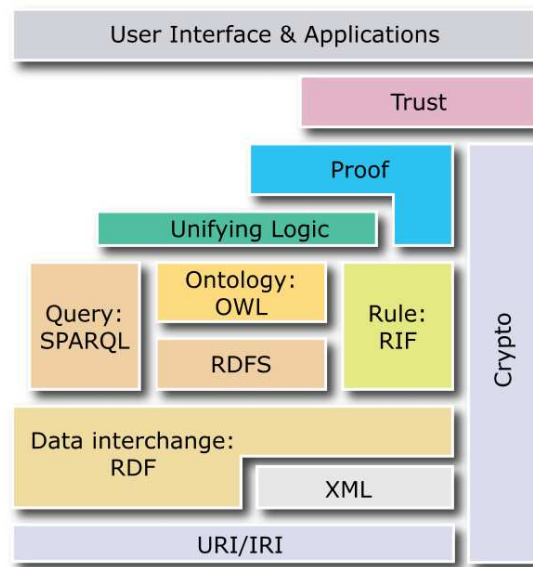 User Interface & Applications
Trust
Proof
Unifying Logic
Query:
SPARQL
Ontology:
OWL
RDFS
Rule:
RIF
Crypto
Data interchange:
RDF
XML
URI/IRI